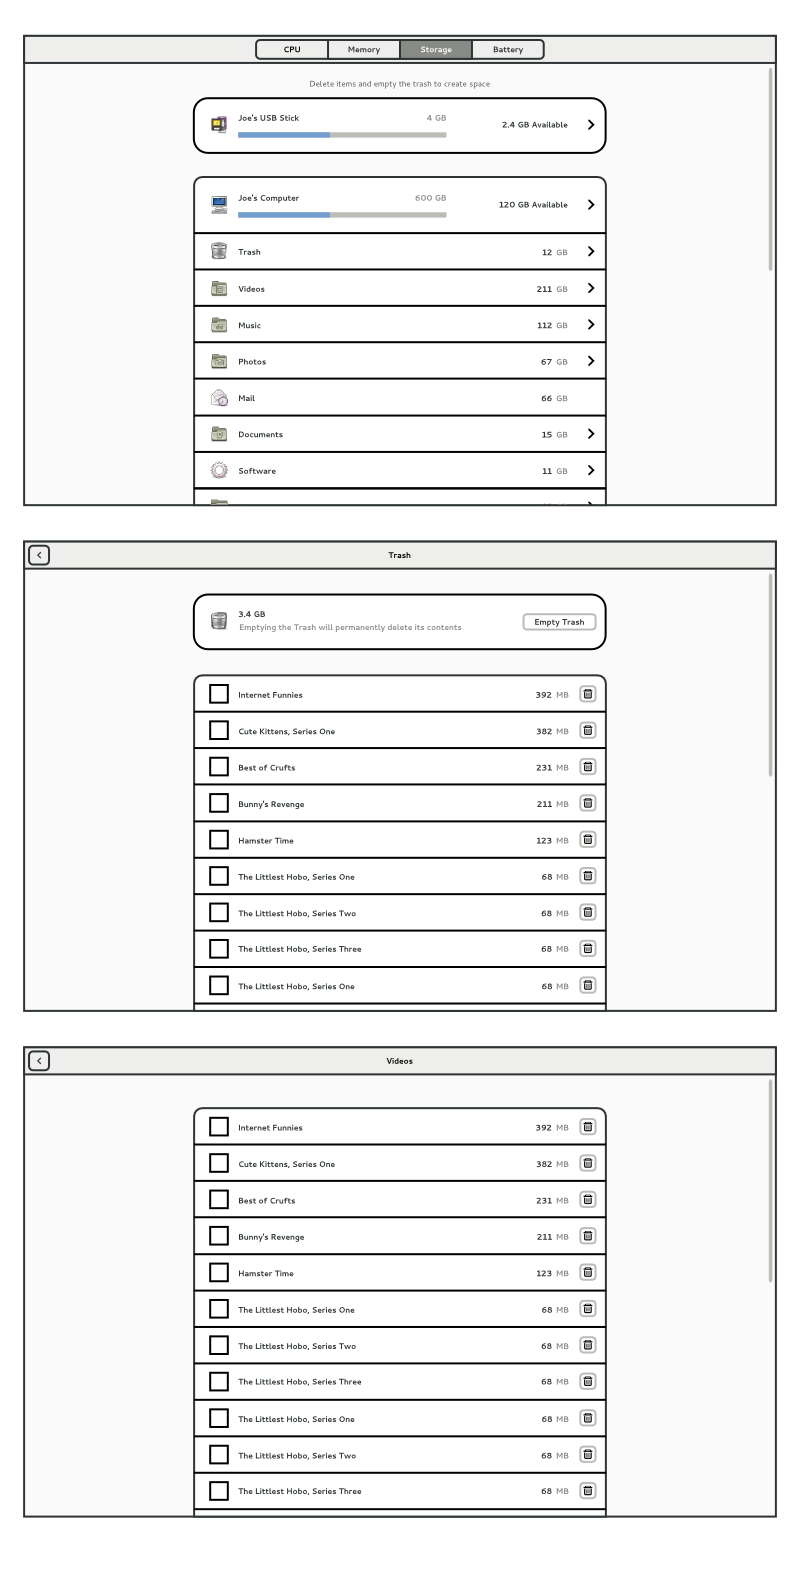 CPU Memory Storage Battery
Delete items and empty the trash to create space
Joe's USB Stick 4 GB
2.4 GB Available
Joe's Computer 600 GB
120 GB Available
Trash 12 GB
Videos 211 GB
Music 112 GB
Photos 67 GB
Mail 66 GB
Documents 15 GB
Software 11 GB
Trash
3.4 GB
Emptying the Trash will permanently delete its contents
Empty Trash
Internet Funnies 392 MB
Cute Kittens, Series One 382 MB
Best of Crufts 231 MB
Bunny's Revenge 211 MB
Hamster Time 123 MB
The Littlest Hobo, Series One 68 MB
The Littlest Hobo, Series Two 68 MB
The Littlest Hobo, Series Three 68 MB
The Littlest Hobo, Series One 68 MB
Videos
Internet Funnies 392 MB
Cute Kittens, Series One 382 MB
Best of Crufts 231 MB
Bunny's Revenge 211 MB
Hamster Time 123 MB
The Littlest Hobo, Series One 68 MB
The Littlest Hobo, Series Two 68 MB
The Littlest Hobo, Series Three 68 MB
The Littlest Hobo, Series One 68 MB
The Littlest Hobo, Series Two 68 MB
The Littlest Hobo, Series Three 68 MB